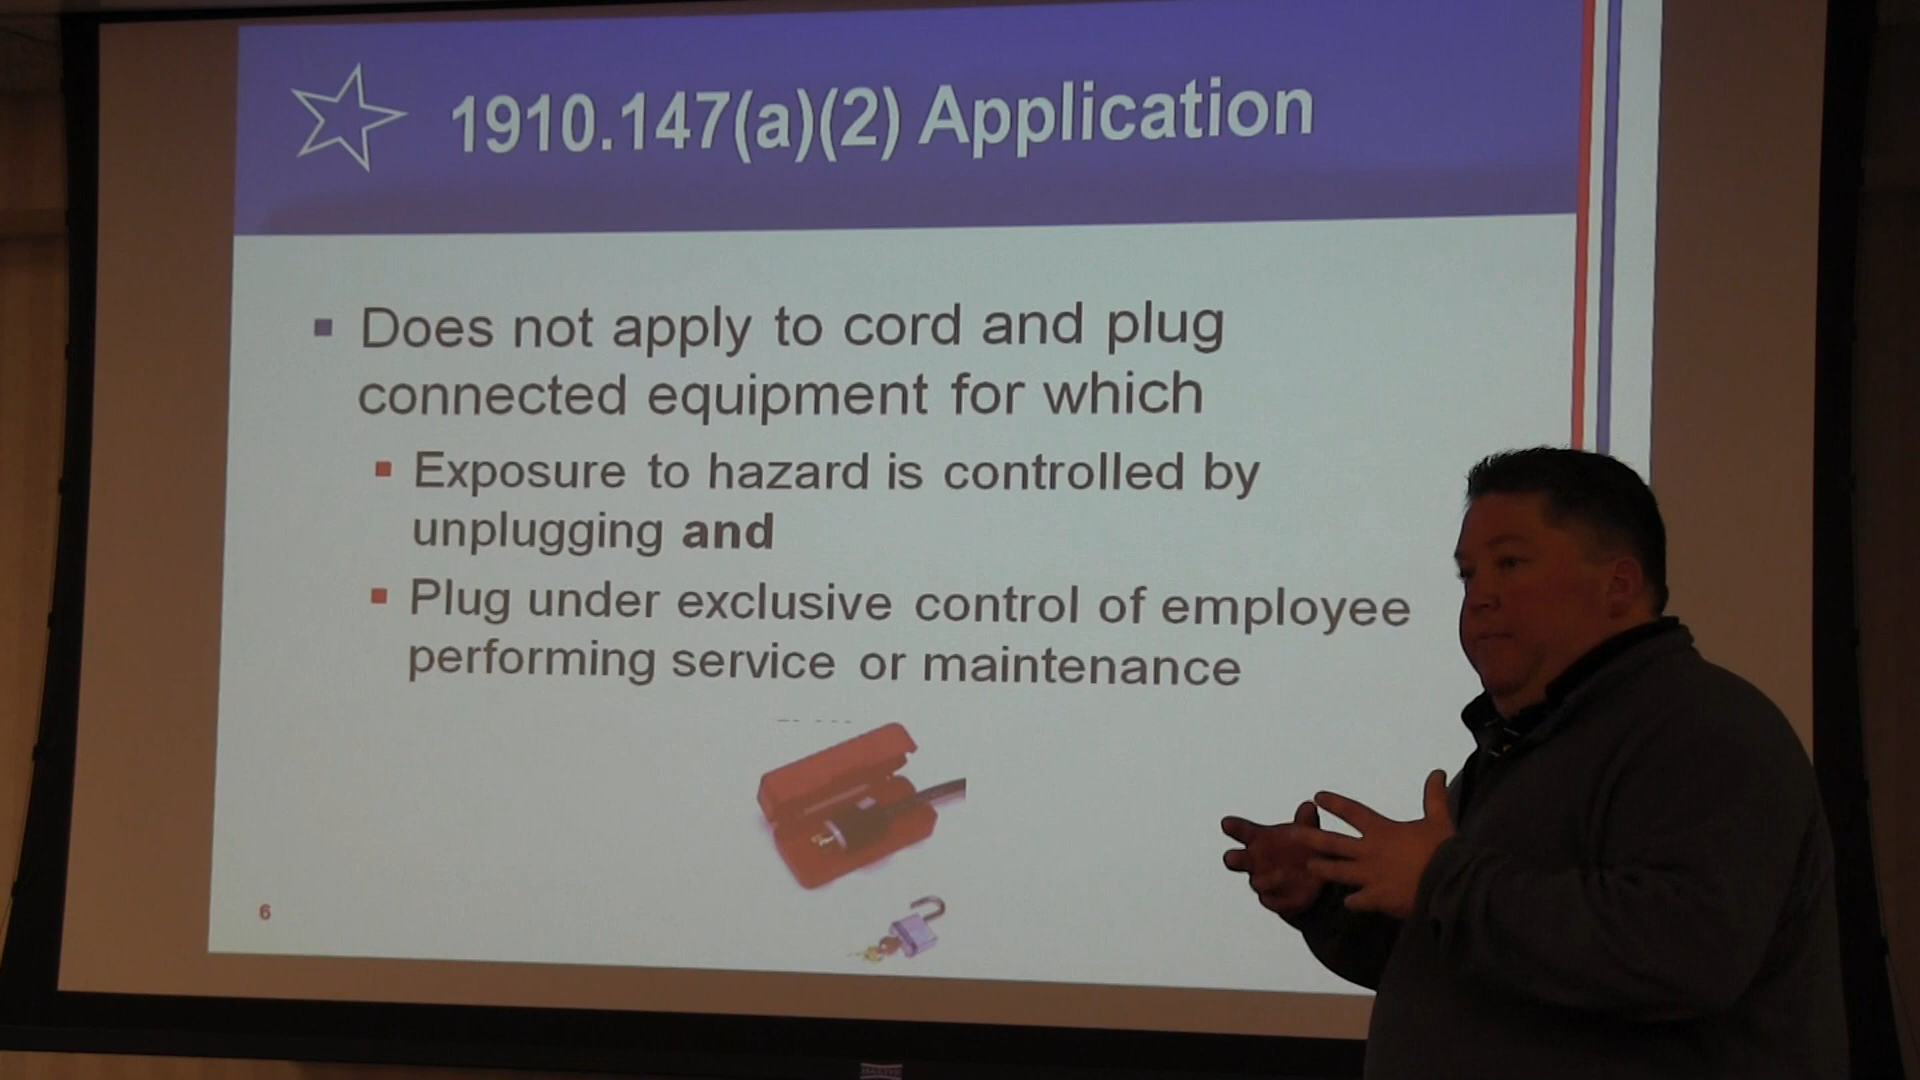 1910.147(a)(2) Application
Does not apply to cord and plug
connected equipment for which
Exposure to hazard is controlled by
unplugging and
Plug under exclusive control of employee
performing service or maintenance
6